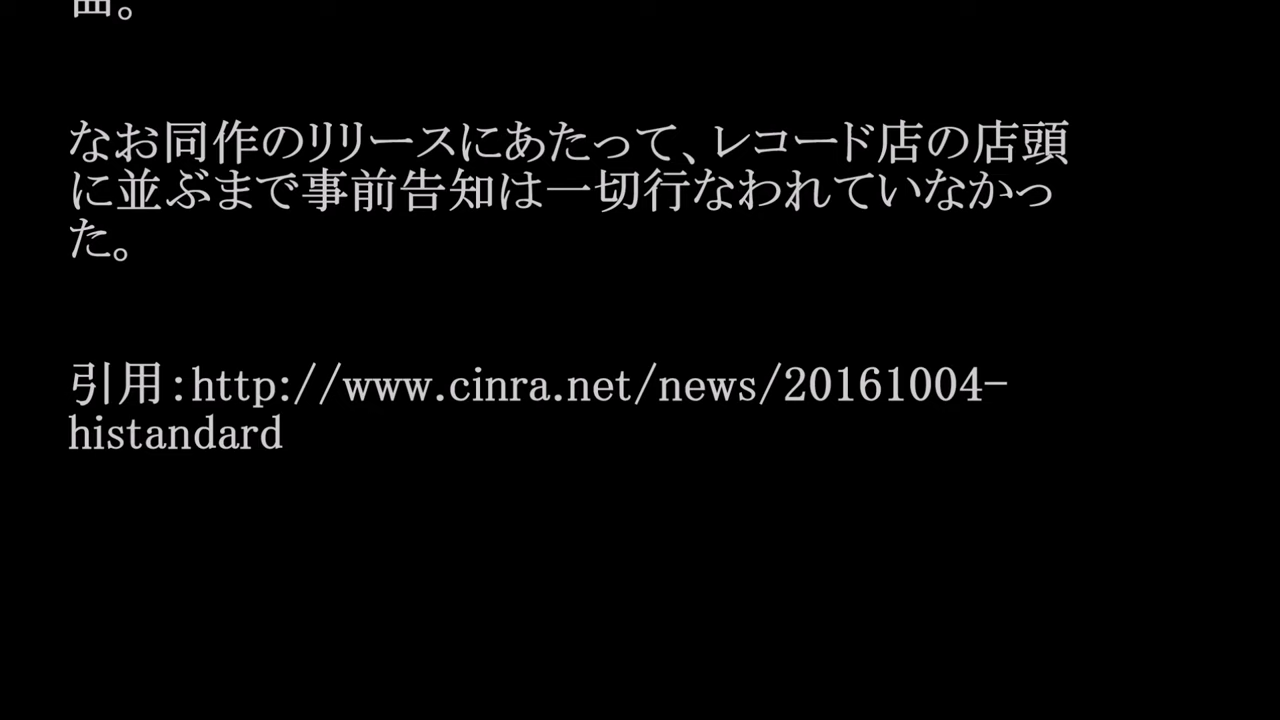 曲。
なお同作のリリースにあたって、レコード店の店頭
に並ぶまで事前告知は一切行なわれていなかっ
た。
引用：http://www.cinra.net/news/20161004-
histandard